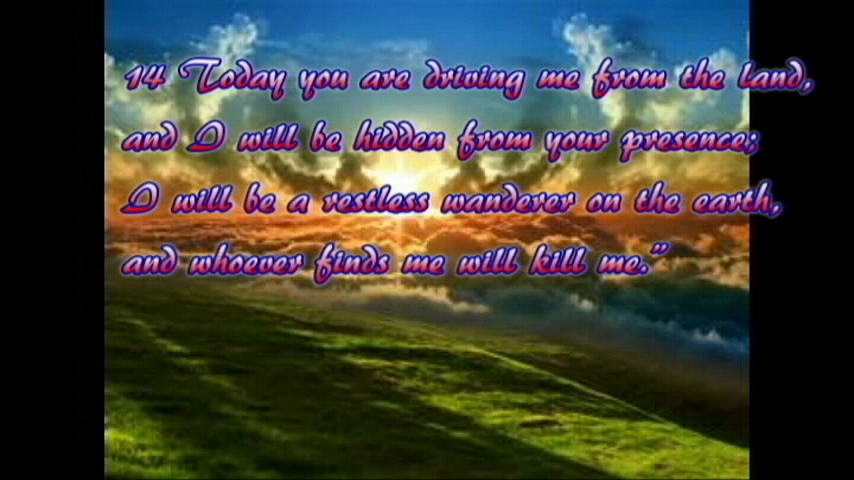 14 Today you are driving me from the land,
and I will be hidden from your presence;
I will be a restless wanderer on the earth,
and whoever finds me will kill me.”